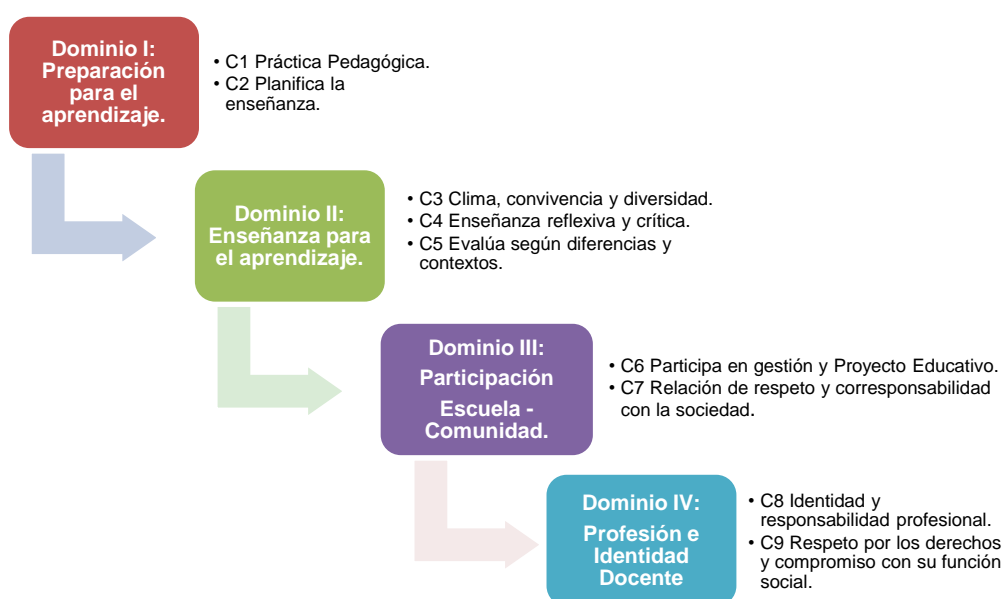 Dominio I:
Preparación
para el
aprendizaje.
• C1 Práctica Pedagógica.
• C2 Planifica la
enseñanza.
Dominio II:
Enseñanza para
el aprendizaje.
• C3 Clima, convivencia y diversidad.
• C4 Enseñanza reflexiva y crítica.
• C5 Evalúa según diferencias y
contextos.
Dominio III:
Participación
Escuela -
Comunidad.
• C6 Participa en gestión y Proyecto Educativo.
• C7 Relación de respeto y corresponsabilidad
con la sociedad.
Dominio IV:
Profesión e
Identidad
Docente
• C8 Identidad y
responsabilidad profesional.
• C9 Respeto por los derechos
y compromiso con su función
social.